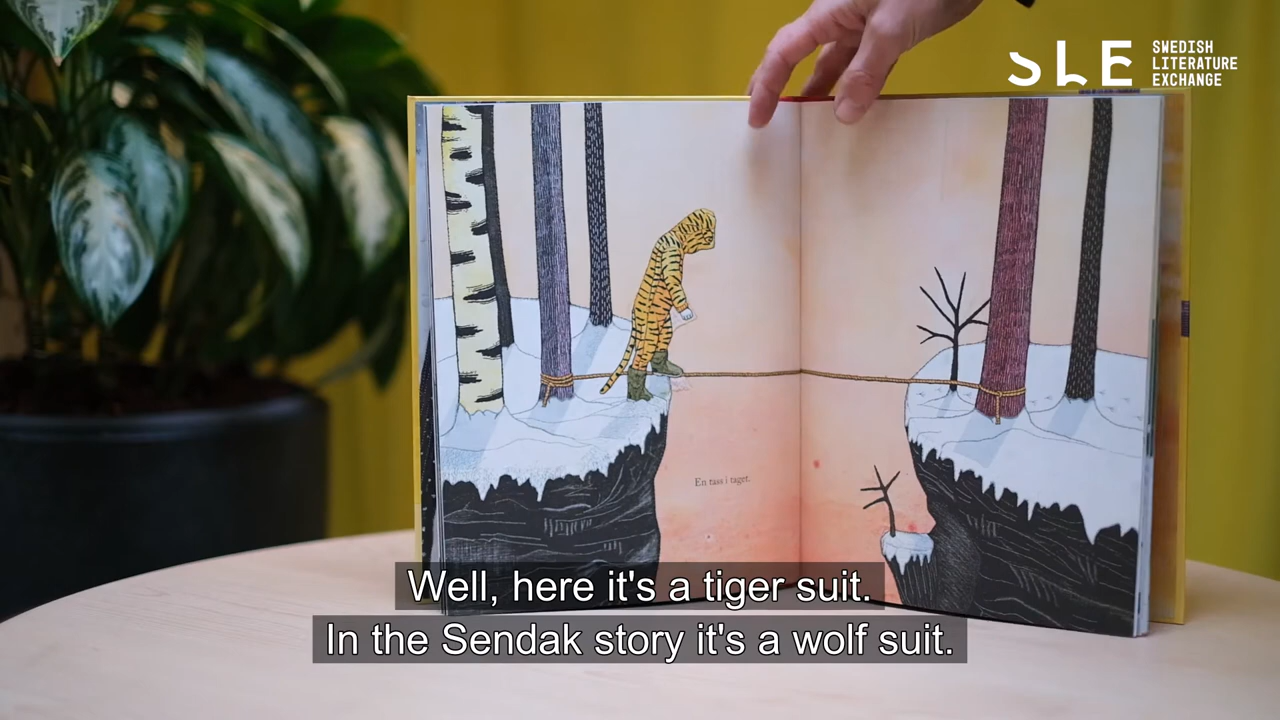 SLE
SWEDISH
LITERATURE
EXCHANGE
En tass i taget.
Well, here it's a tiger suit.
In the Sendak story it's a wolf suit.